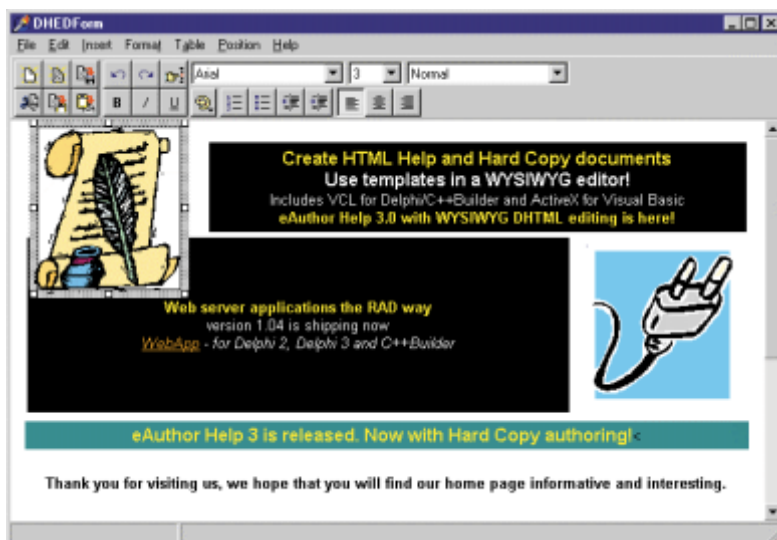 DHEDForm
File Edit Insert Format Table Position Help
Arial 3 Normal
B I U
Create HTML Help and Hard Copy documents
Use templates in a WYSIWYG editor!
Includes VCL for Delphi/C++Builder and ActiveX for Visual Basic
eAuthor Help 3.0 with WYSIWYG DHTML editing is here!
Web server applications the RAD way
version 1.04 is shipping now
WebApp - for Delphi 2, Delphi 3 and C++Builder
eAuthor Help 3 is released. Now with Hard Copy authoring!<
Thank you for visiting us, we hope that you will find our home page informative and interesting.